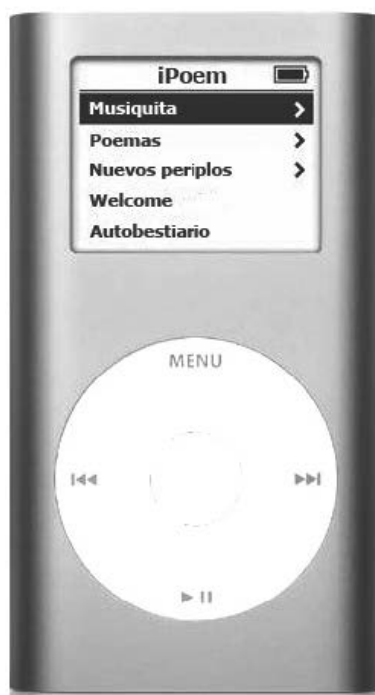 iPoem
Musiquita
Poemas
Nuevos periplos
Welcome
Autobestiario
MENU